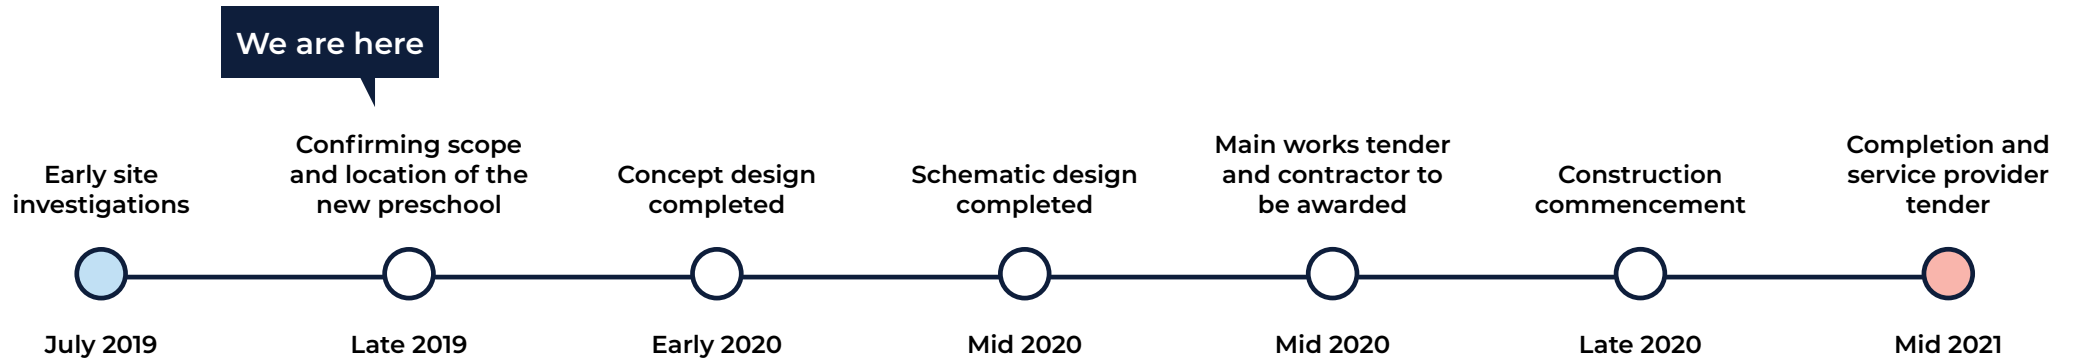 We are here
Early site
investigations
July 2019
Confirming scope
and location of the
new preschool
Late 2019
Concept design
completed
Early 2020
Schematic design
completed
Mid 2020
Main works tender
and contractor to
be awarded
Mid 2020
Construction
commencement
Late 2020
Completion and
service provider
tender
Mid 2021